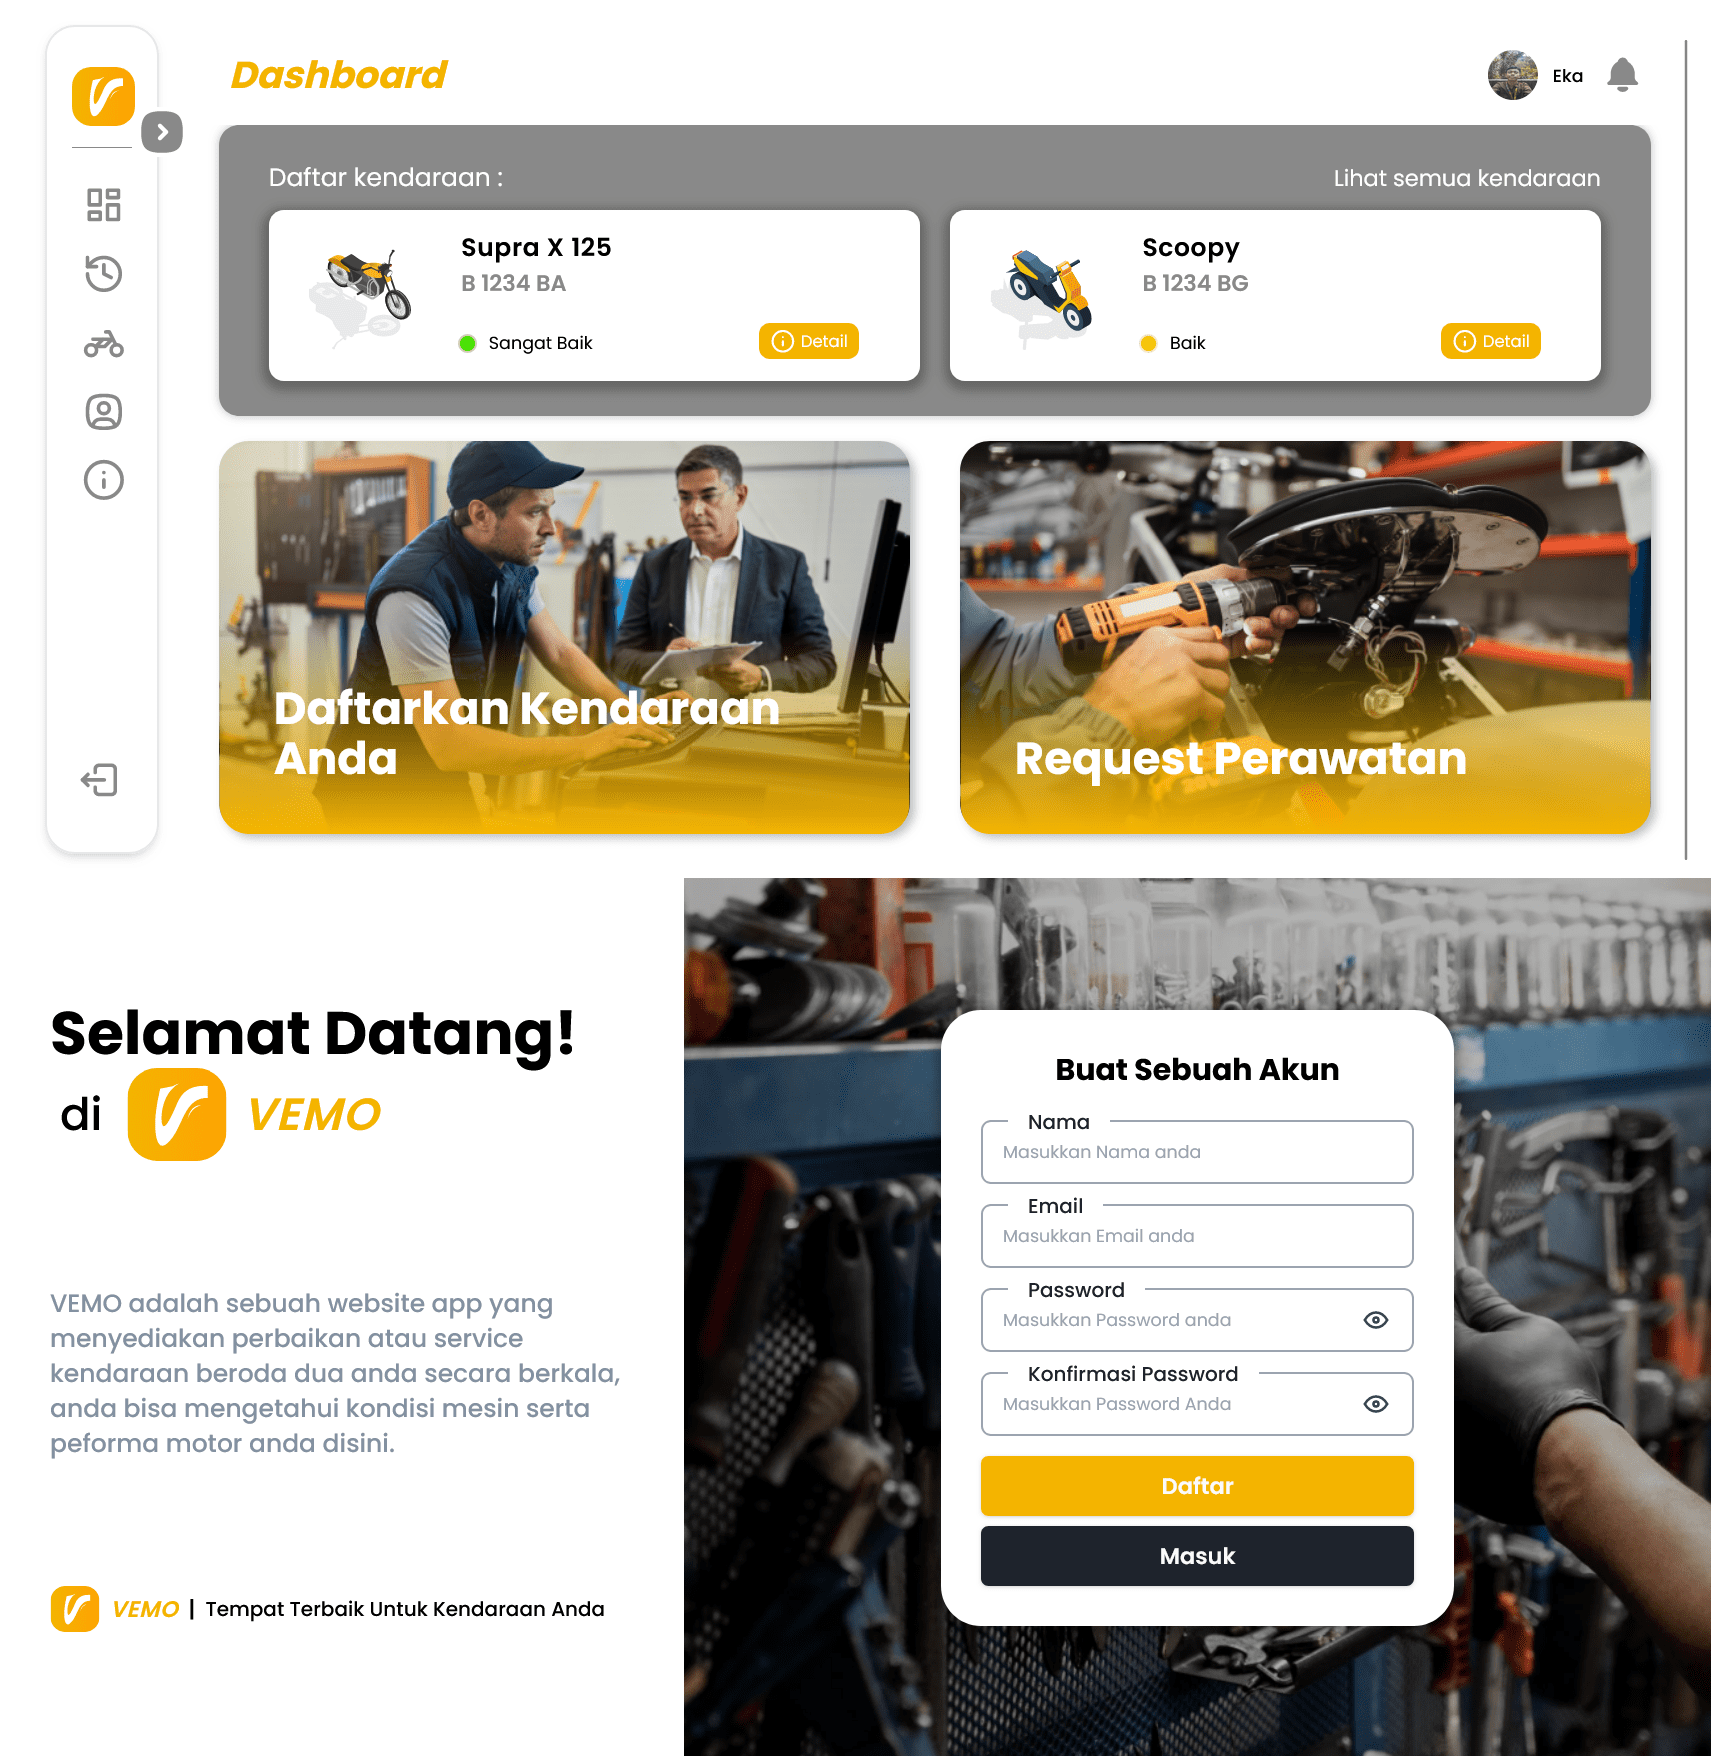 Dashboard
Eka
Daftar kendaraan :
Lihat semua kendaraan
Supra X 125
B 1234 BA
Sangat Baik
Detail
Scoopy
B 1234 BG
Baik
Detail
Daftarkan Kendaraan
Anda
Request Perawatan
Selamat Datang!
di VEMO
VEMO adalah sebuah website app yang
menyediakan perbaikan atau service
kendaraan beroda dua anda secara berkala,
anda bisa mengetahui kondisi mesin serta
peforma motor anda disini.
VEMO | Tempat Terbaik Untuk Kendaraan Anda
Buat Sebuah Akun
Nama
Masukkan Nama anda
Email
Masukkan Email anda
Password
Masukkan Password anda
Konfirmasi Password
Masukkan Password Anda
Daftar
Masuk